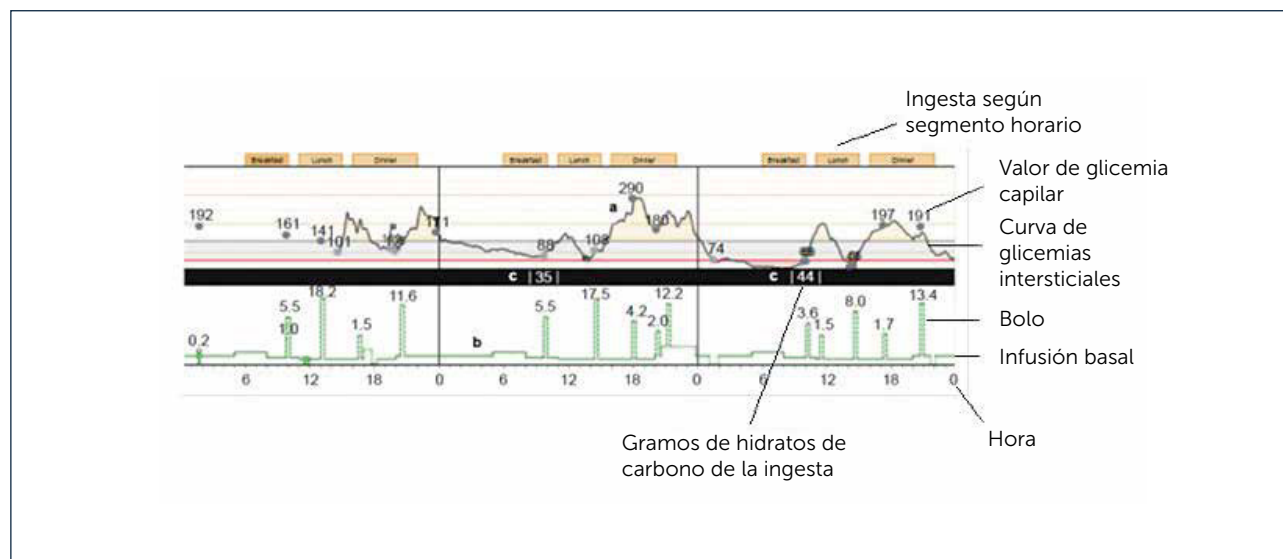 Ingesta según
segmento horario
Breakfast Lunch Dinner Breakfast Lunch Dinner Breakfast Lunch Dinner
Valor de glicemia
capilar
290
a
192 161 141 101 111 180 197 191
88 108 74
Curva de
glicemias
intersticiales
c 35 c 44
18.2 17.5
5.5 11.6 5.5 4.2 12.2 3.6 8.0 13.4
Bolo
1.0 1.5 2.0 1.5 1.7
0.2 b
Infusión basal
6 12 18 0 6 12 18 0 6 12 18 0
Gramos de hidratos de
carbono de la ingesta
Hora